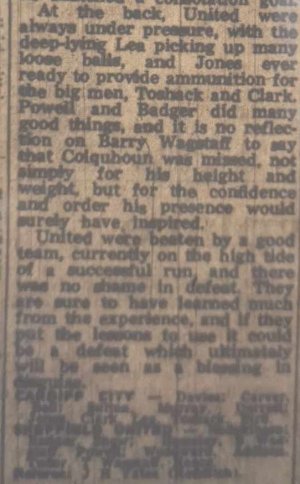 a consolation goal.
At the back, United were
always under pressure, with the
deep-lying Lea picking up many
loose balls, and Jones ever
ready to provide ammunition for
the big men, Toshack and Clark.
Powell and Badger did many
good things, and it is no reflec-
tion on Barry Wagstaff to say
that Colquhoun was missed, not
simply for his height and
weight, but for the confidence
and order his presence would
surely have inspired.
United were beaten by a good
team, currently on the high tide
of a successful run, and there
was no shame in defeat. They
are sure to have learned much
from the experience, and if they
put the lessons to use it could
be a defeat which ultimately
will be seen as a blessing in
disguise.
CARDIFF CITY — Davies; Carver,